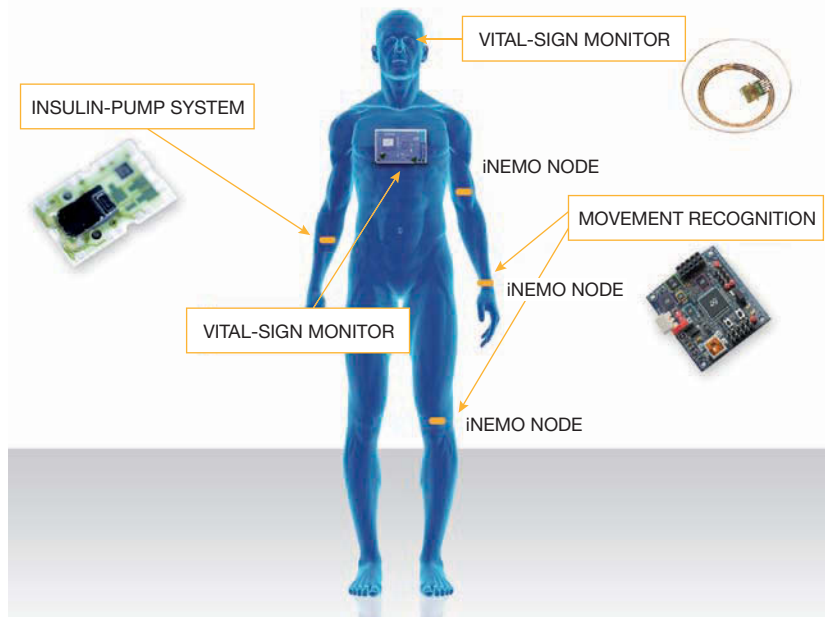 VITAL-SIGN MONITOR
INSULIN-PUMP SYSTEM
iNEMO NODE
MOVEMENT RECOGNITION
iNEMO NODE
VITAL-SIGN MONITOR
iNEMO NODE